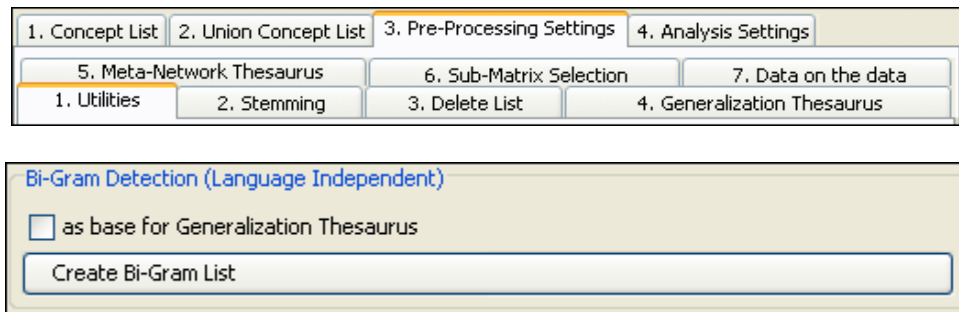 1. Concept List 2. Union Concept List 3. Pre-Processing Settings 4. Analysis Settings
5. Meta-Network Thesaurus 6. Sub-Matrix Selection 7. Data on the data
1. Utilities 2. Stemming 3. Delete List 4. Generalization Thesaurus
Bi-Gram Detection (Language Independent)
as base for Generalization Thesaurus
Create Bi-Gram List